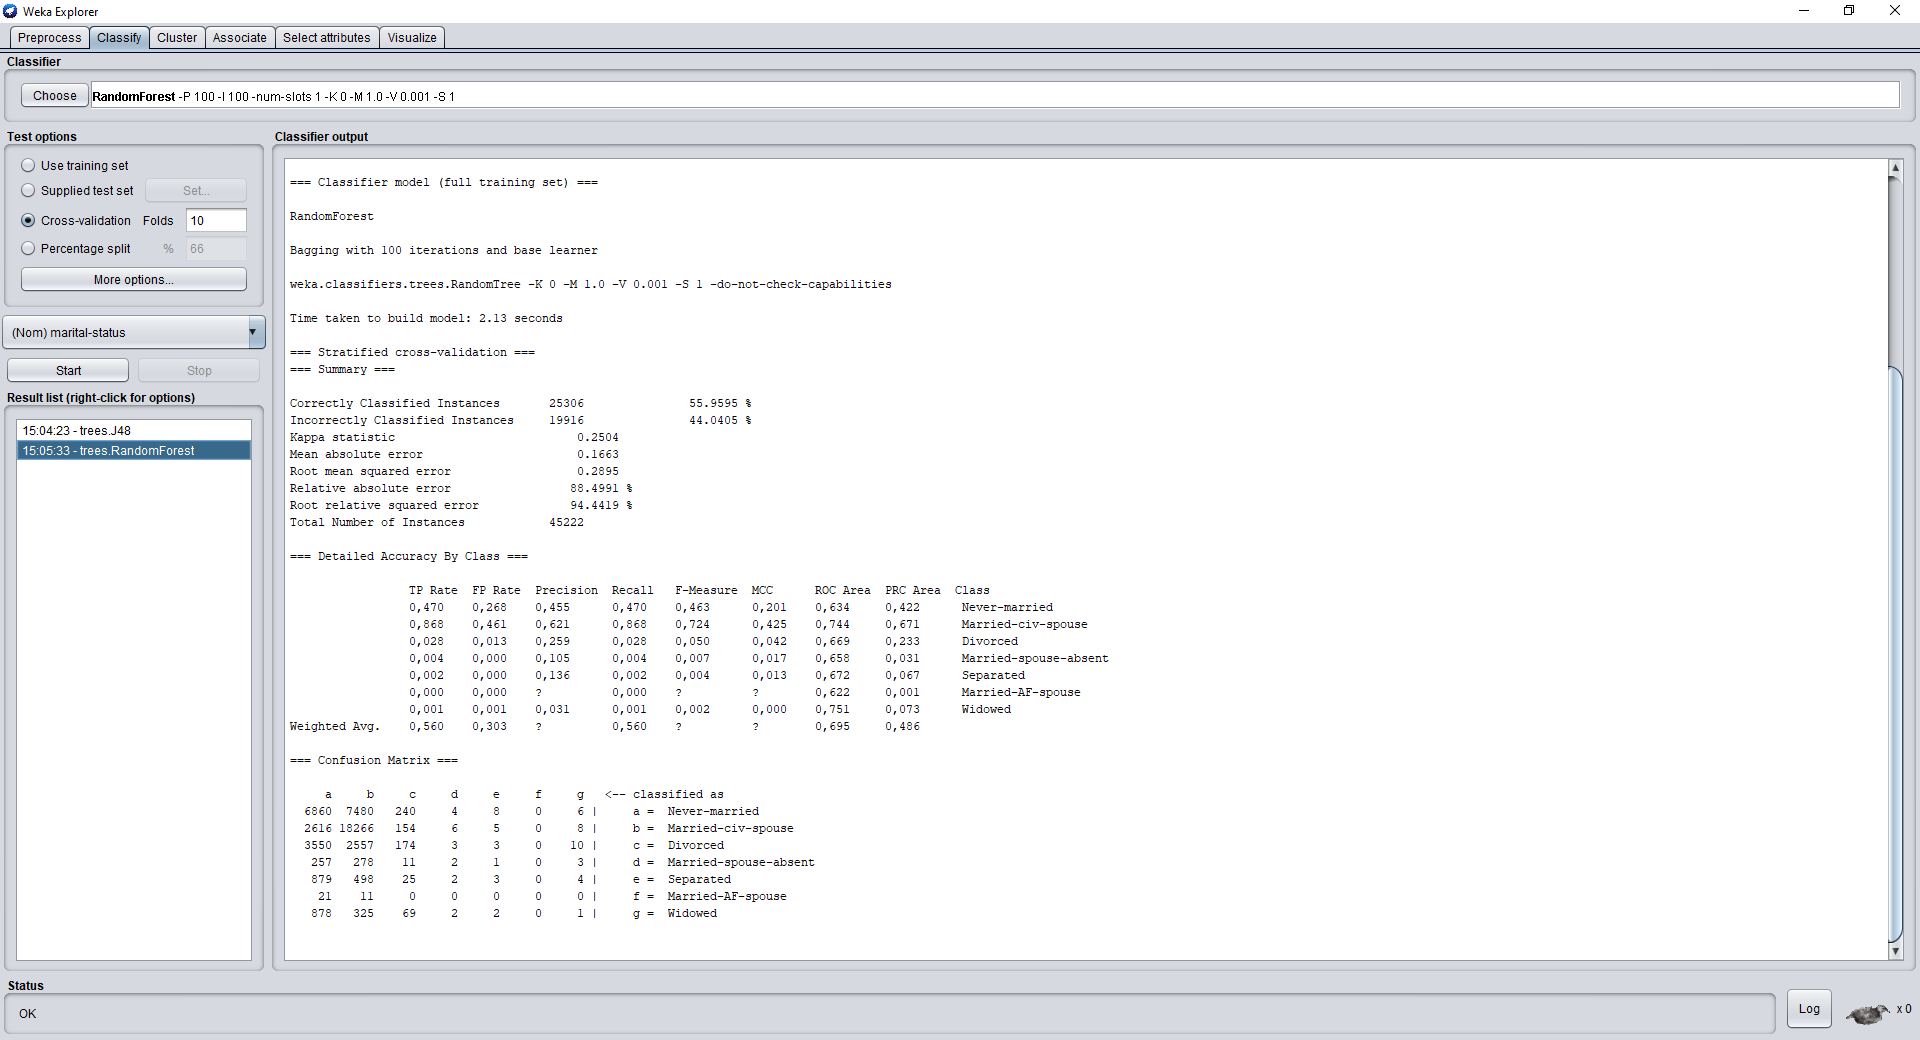 Weka Explorer
Preprocess Classify Cluster Associate Select attributes Visualize
Classifier
Choose RandomForest -P 100 -I 100 -num-slots 1 -K 0 -M 1.0 -V 0.001 -S 1
Test options
Use training set
Supplied test set Set...
Cross-validation Folds 10
Percentage split % 66
More options...
(Nom) marital-status
Start Stop
Result list (right-click for options)
15:04:23 - trees.J48
15:05:33 - trees.RandomForest
Classifier output
=== Classifier model (full training set) ===
RandomForest
Bagging with 100 iterations and base learner
weka.classifiers.trees.RandomTree -K 0 -M 1.0 -V 0.001 -S 1 -do-not-check-capabilities
Time taken to build model: 2.13 seconds
=== Stratified cross-validation ===
=== Summary ===
Correctly Classified Instances 25306 55.9595 %
Incorrectly Classified Instances 19916 44.0405 %
Kappa statistic 0.2504
Mean absolute error 0.1663
Root mean squared error 0.2895
Relative absolute error 88.4991 %
Root relative squared error 94.4419 %
Total Number of Instances 45222
=== Detailed Accuracy By Class ===
TP Rate FP Rate Precision Recall F-Measure MCC ROC Area PRC Area Class
0,470 0,268 0,455 0,470 0,463 0,201 0,634 0,422 Never-married
0,868 0,461 0,621 0,868 0,724 0,425 0,744 0,671 Married-civ-spouse
0,028 0,013 0,259 0,028 0,050 0,042 0,669 0,233 Divorced
0,004 0,000 0,105 0,004 0,007 0,017 0,658 0,031 Married-spouse-absent
0,002 0,000 0,136 0,002 0,004 0,013 0,672 0,067 Separated
0,000 0,000 ? 0,000 ? ? 0,622 0,001 Married-AF-spouse
0,001 0,001 0,031 0,001 0,002 0,000 0,751 0,073 Widowed
Weighted Avg. 0,560 0,303 ? 0,560 ? ? 0,695 0,486
=== Confusion Matrix ===
a b c d e f g <-- classified as
6860 7480 240 4 8 0 6 | a = Never-married
2616 18266 154 6 5 0 8 | b = Married-civ-spouse
3550 2557 174 3 3 0 10 | c = Divorced
257 278 11 2 1 0 3 | d = Married-spouse-absent
879 498 25 2 3 0 4 | e = Separated
21 11 0 0 0 0 0 | f = Married-AF-spouse
878 325 69 2 2 0 1 | g = Widowed
Status
OK
Log
x 0